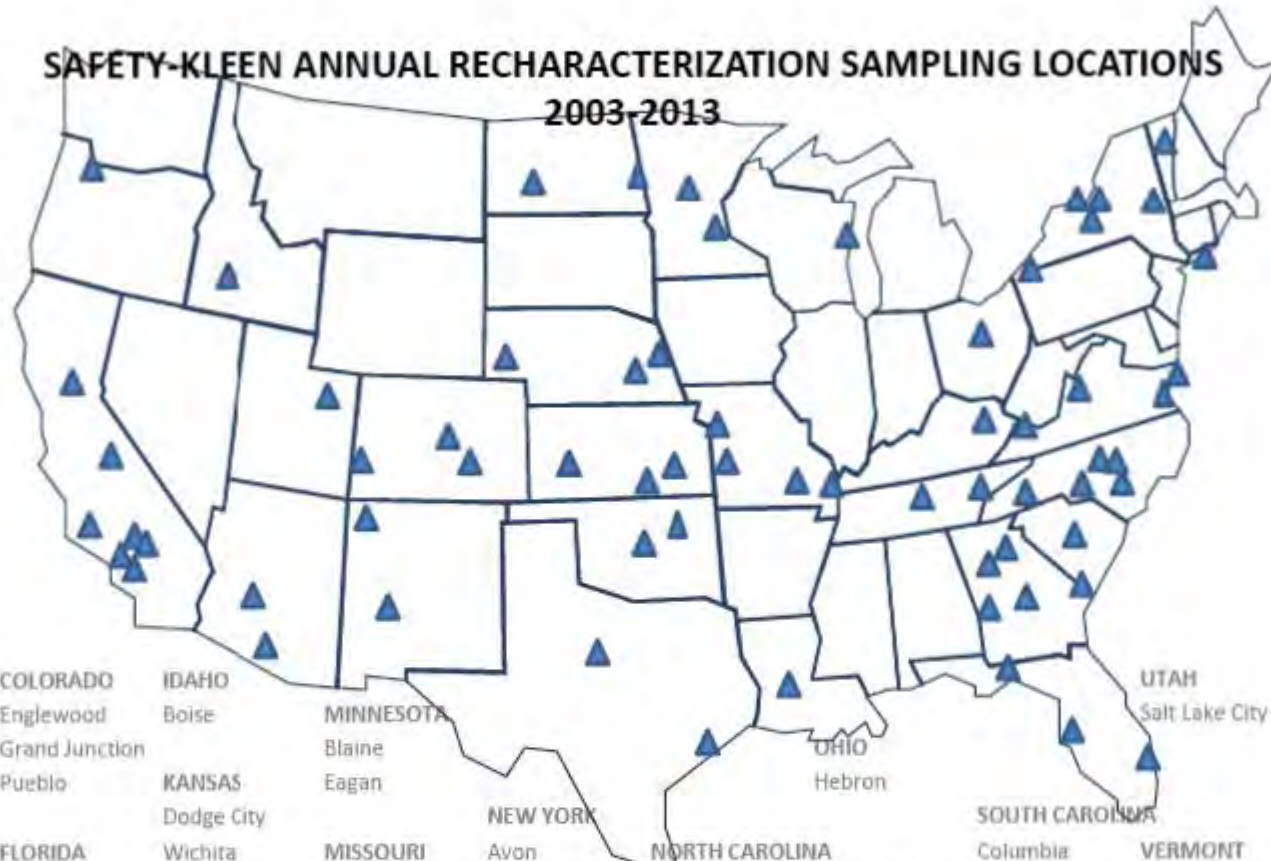 SAFETY-KLEEN ANNUAL RECHARACTERIZATION SAMPLING LOCATIONS
2003-2013
COLORADO
Englewood
Grand Junction
Pueblo
FLORIDA
IDAHO
Boise
KANSAS
Dodge City
Wichita
MINNESOTA
Blaine
Eagan
MISSOURI
NEW YORK
Avon
NORTH CAROLINA
OHIO
Hebron
SOUTH CAROLINA
Columbia
UTAH
Salt Lake City
VERMONT